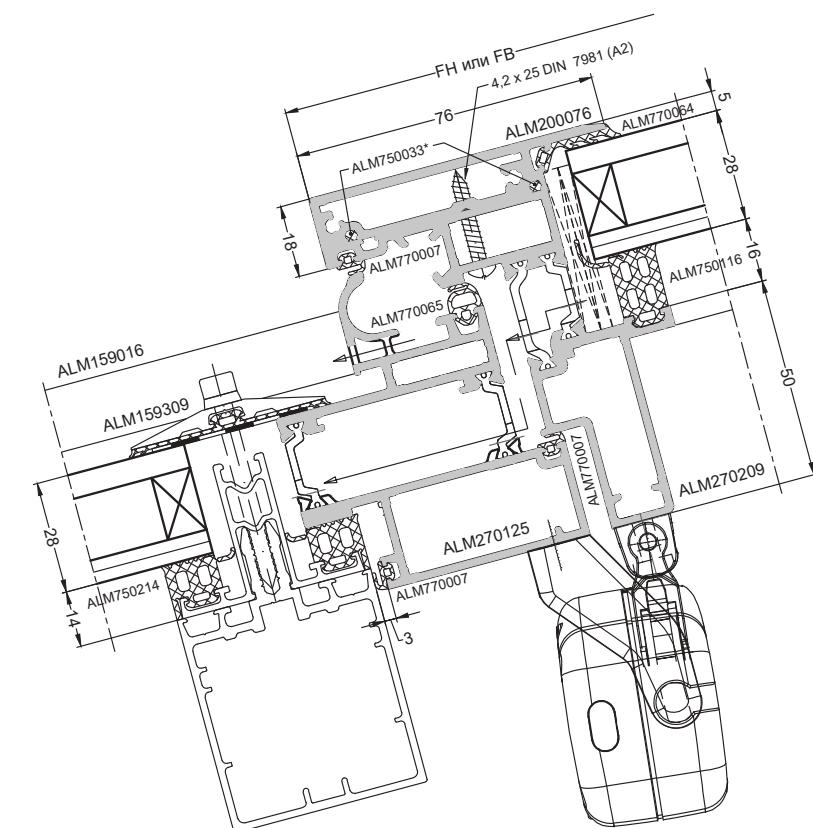 FH или FB
4,2 x 25 DIN 7981 (A2)
76
5
ALM200076
ALM770064
ALM750033*
28
18
ALM770007
16
ALM750116
ALM770065
ALM159016
50
ALM159309
ALM770007
ALM270209
28
ALM270125
ALM750214
ALM770007
14
3